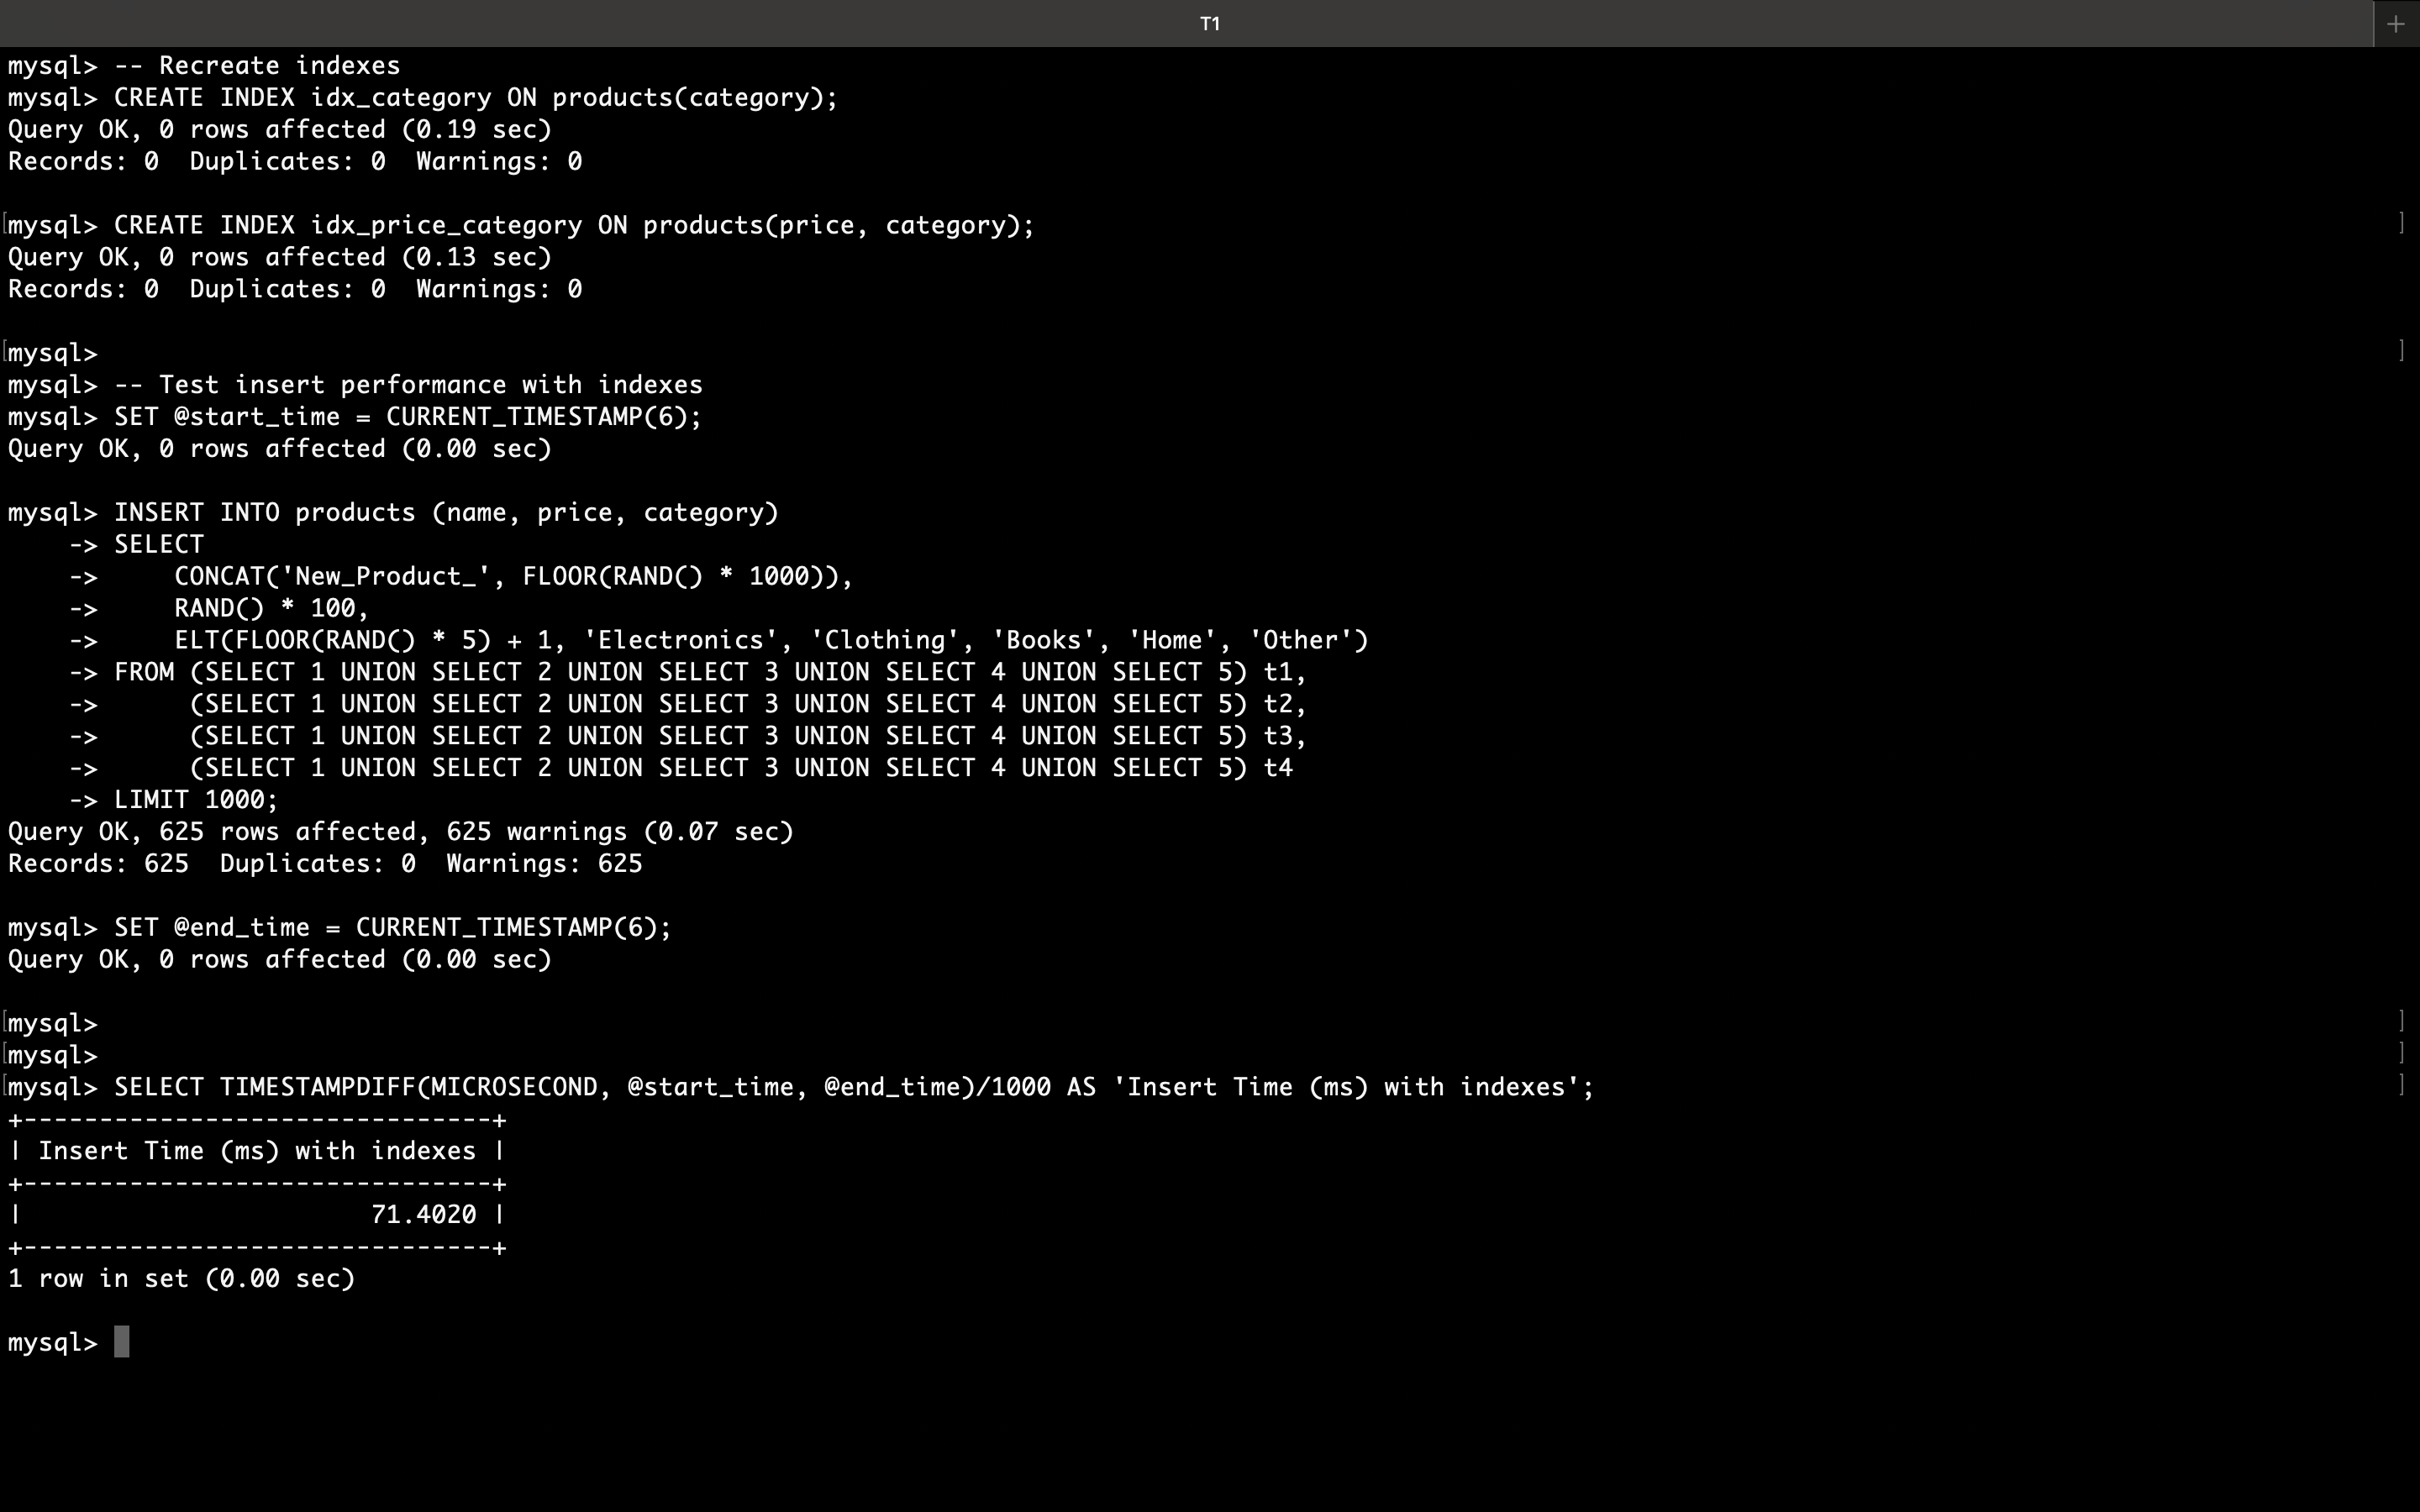 T1
+
mysql> -- Recreate indexes
mysql> CREATE INDEX idx_category ON products(category);
Query OK, 0 rows affected (0.19 sec)
Records: 0  Duplicates: 0  Warnings: 0

[mysql> CREATE INDEX idx_price_category ON products(price, category); ]
Query OK, 0 rows affected (0.13 sec)
Records: 0  Duplicates: 0  Warnings: 0

[mysql> ]
mysql> -- Test insert performance with indexes
mysql> SET @start_time = CURRENT_TIMESTAMP(6);
Query OK, 0 rows affected (0.00 sec)

mysql> INSERT INTO products (name, price, category)
    -> SELECT
    ->     CONCAT('New_Product_', FLOOR(RAND() * 1000)),
    ->     RAND() * 100,
    ->     ELT(FLOOR(RAND() * 5) + 1, 'Electronics', 'Clothing', 'Books', 'Home', 'Other')
    -> FROM (SELECT 1 UNION SELECT 2 UNION SELECT 3 UNION SELECT 4 UNION SELECT 5) t1,
    ->      (SELECT 1 UNION SELECT 2 UNION SELECT 3 UNION SELECT 4 UNION SELECT 5) t2,
    ->      (SELECT 1 UNION SELECT 2 UNION SELECT 3 UNION SELECT 4 UNION SELECT 5) t3,
    ->      (SELECT 1 UNION SELECT 2 UNION SELECT 3 UNION SELECT 4 UNION SELECT 5) t4
    -> LIMIT 1000;
Query OK, 625 rows affected, 625 warnings (0.07 sec)
Records: 625  Duplicates: 0  Warnings: 625

mysql> SET @end_time = CURRENT_TIMESTAMP(6);
Query OK, 0 rows affected (0.00 sec)

[mysql> ]
[mysql> ]
[mysql> SELECT TIMESTAMPDIFF(MICROSECOND, @start_time, @end_time)/1000 AS 'Insert Time (ms) with indexes'; ]
+-------------------------------+
| Insert Time (ms) with indexes |
+-------------------------------+
|                       71.4020 |
+-------------------------------+
1 row in set (0.00 sec)

mysql>